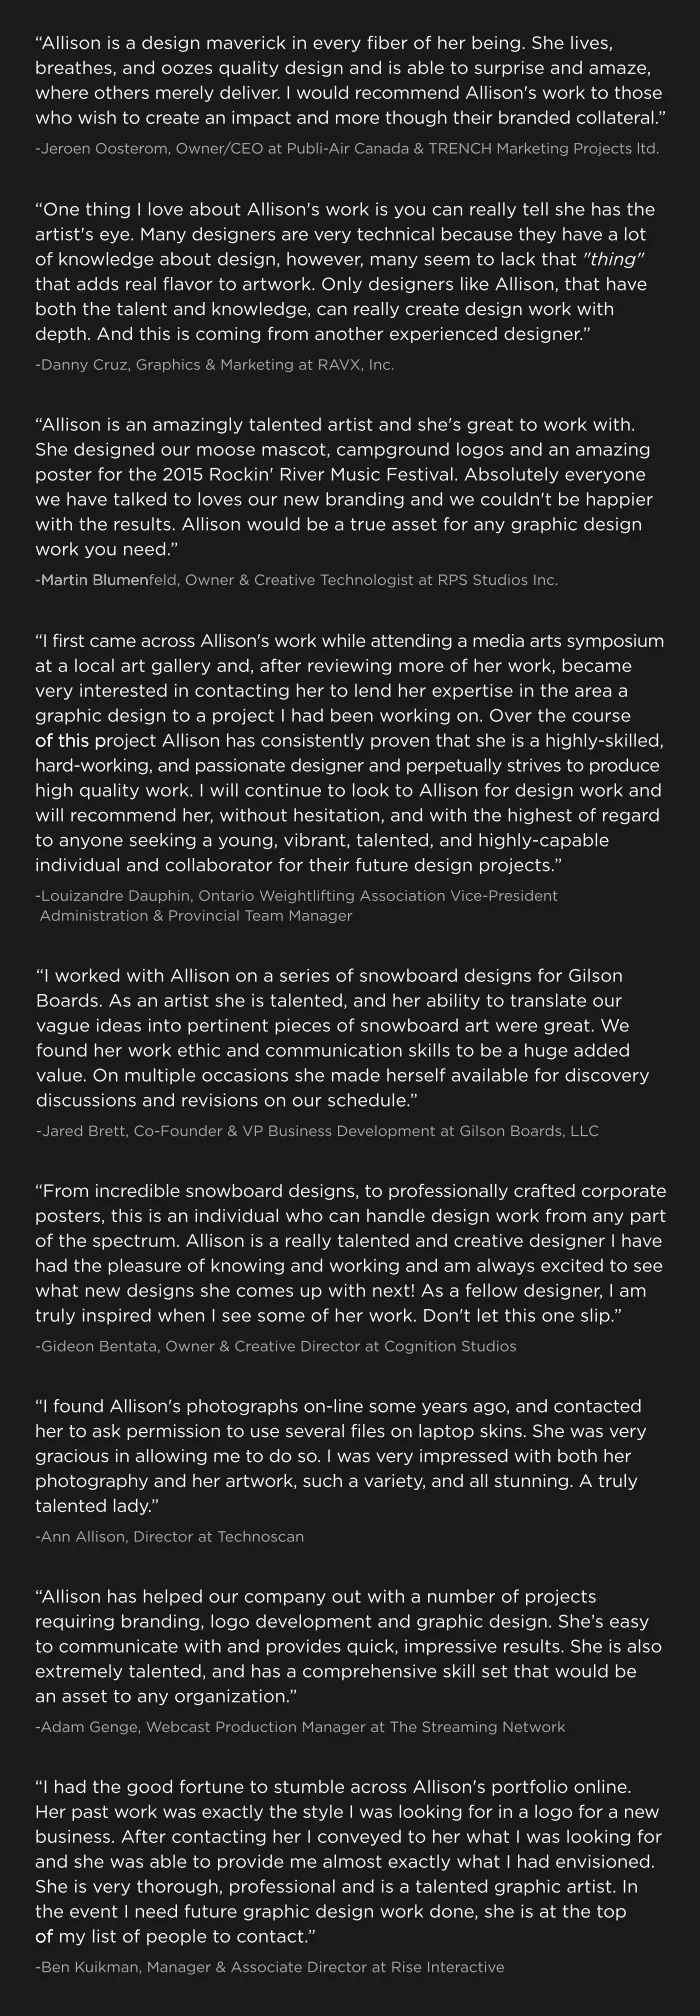 “Allison is a design maverick in every fiber of her being. She lives,
breathes, and oozes quality design and is able to surprise and amaze,
where others merely deliver. I would recommend Allison's work to those
who wish to create an impact and more though their branded collateral.”
-Jeroen Oosterom, Owner/CEO at Publi-Air Canada & TRENCH Marketing Projects ltd.
“One thing I love about Allison's work is you can really tell she has the
artist's eye. Many designers are very technical because they have a lot
of knowledge about design, however, many seem to lack that "thing"
that adds real flavor to artwork. Only designers like Allison, that have
both the talent and knowledge, can really create design work with
depth. And this is coming from another experienced designer.”
-Danny Cruz, Graphics & Marketing at RAVX, Inc.
“Allison is an amazingly talented artist and she's great to work with.
She designed our moose mascot, campground logos and an amazing
poster for the 2015 Rockin' River Music Festival. Absolutely everyone
we have talked to loves our new branding and we couldn't be happier
with the results. Allison would be a true asset for any graphic design
work you need.”
-Martin Blumenfeld, Owner & Creative Technologist at RPS Studios Inc.
“I first came across Allison's work while attending a media arts symposium
at a local art gallery and, after reviewing more of her work, became
very interested in contacting her to lend her expertise in the area a
graphic design to a project I had been working on. Over the course
of this project Allison has consistently proven that she is a highly-skilled,
hard-working, and passionate designer and perpetually strives to produce
high quality work. I will continue to look to Allison for design work and
will recommend her, without hesitation, and with the highest of regard
to anyone seeking a young, vibrant, talented, and highly-capable
individual and collaborator for their future design projects.”
-Louizandre Dauphin, Ontario Weightlifting Association Vice-President
Administration & Provincial Team Manager
“I worked with Allison on a series of snowboard designs for Gilson
Boards. As an artist she is talented, and her ability to translate our
vague ideas into pertinent pieces of snowboard art were great. We
found her work ethic and communication skills to be a huge added
value. On multiple occasions she made herself available for discovery
discussions and revisions on our schedule.”
-Jared Brett, Co-Founder & VP Business Development at Gilson Boards, LLC
“From incredible snowboard designs, to professionally crafted corporate
posters, this is an individual who can handle design work from any part
of the spectrum. Allison is a really talented and creative designer I have
had the pleasure of knowing and working and am always excited to see
what new designs she comes up with next! As a fellow designer, I am
truly inspired when I see some of her work. Don't let this one slip.”
-Gideon Bentata, Owner & Creative Director at Cognition Studios
“I found Allison's photographs on-line some years ago, and contacted
her to ask permission to use several files on laptop skins. She was very
gracious in allowing me to do so. I was very impressed with both her
photography and her artwork, such a variety, and all stunning. A truly
talented lady.”
-Ann Allison, Director at Technoscan
“Allison has helped our company out with a number of projects
requiring branding, logo development and graphic design. She’s easy
to communicate with and provides quick, impressive results. She is also
extremely talented, and has a comprehensive skill set that would be
an asset to any organization.”
-Adam Genge, Webcast Production Manager at The Streaming Network
“I had the good fortune to stumble across Allison's portfolio online.
Her past work was exactly the style I was looking for in a logo for a new
business. After contacting her I conveyed to her what I was looking for
and she was able to provide me almost exactly what I had envisioned.
She is very thorough, professional and is a talented graphic artist. In
the event I need future graphic design work done, she is at the top
of my list of people to contact.”
-Ben Kuikman, Manager & Associate Director at Rise Interactive